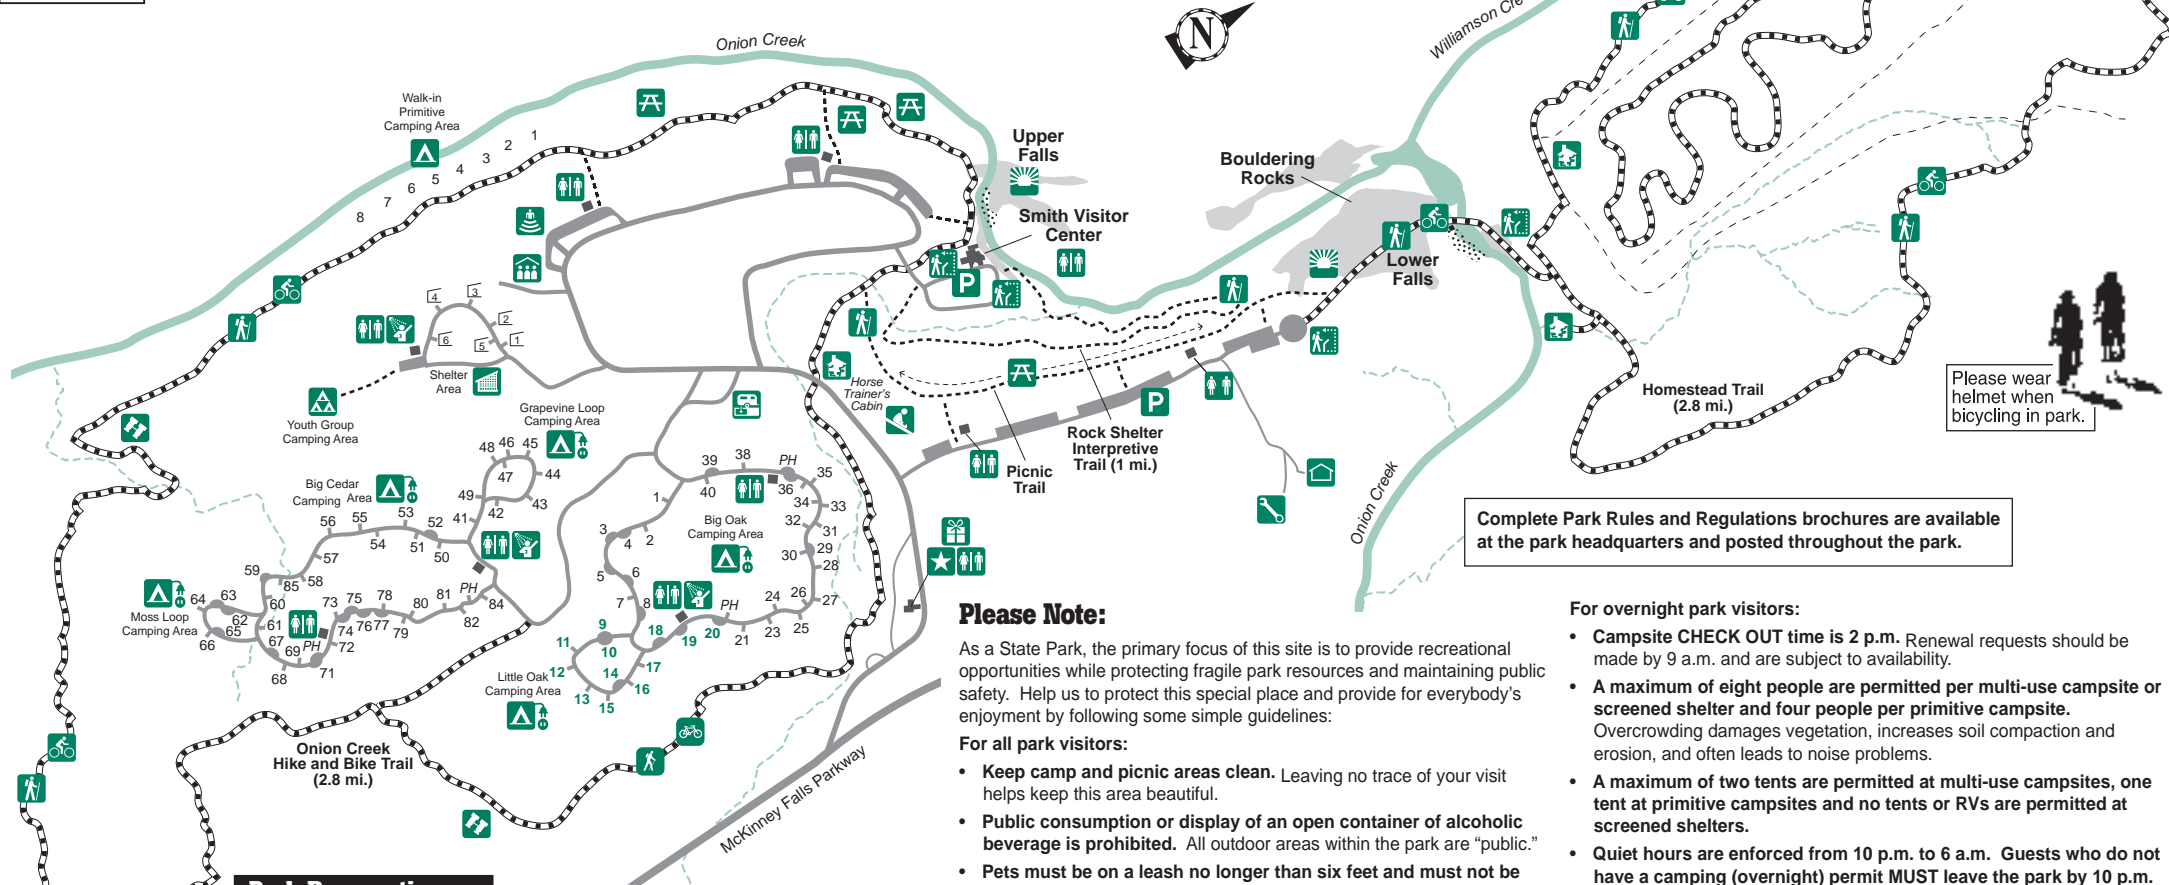 Onion Creek
N
Williamson Cre
Walk-in
Primitive
Camping Area
1
2
3
4
5
6
7
8
Upper
Falls
Bouldering
Rocks
Smith Visitor
Center
P
Lower
Falls
4
3
2
1
5
6
Shelter
Area
Youth Group
Camping Area
Horse
Trainer's
Cabin
P
Rock Shelter
Interpretive
Trail (1 mi.)
Picnic
Trail
Homestead Trail
(2.8 mi.)
Please wear
helmet when
bicycling in park.
Onion Creek
Grapevine Loop
Camping Area
48 46 45
47 44
49 43
42
41
Big Cedar
Camping Area
56 55 53 52
54 51 50
57
59 58
85
60
Moss Loop
Camping Area
64 63
62
61
65
66
67
69 PH
68
71
72
73 75 78
74 76 77 79
80 81 PH
82 84
39 38 PH
40 36 35
1
34 33
32 31
3
4 2
30 29
28
5 6
7 8
26 27
24 25
23
21
PH
Big Oak
Camping Area
9
10
11
12
13
14
15
16
17
18
19
20
Little Oak
Camping Area
Onion Creek
Hike and Bike Trail
(2.8 mi.)
McKinney Falls Parkway
Complete Park Rules and Regulations brochures are available
at the park headquarters and posted throughout the park.
Please Note:
As a State Park, the primary focus of this site is to provide recreational
opportunities while protecting fragile park resources and maintaining public
safety. Help us to protect this special place and provide for everybody's
enjoyment by following some simple guidelines:
For all park visitors:
• Keep camp and picnic areas clean. Leaving no trace of your visit
helps keep this area beautiful.
• Public consumption or display of an open container of alcoholic
beverage is prohibited. All outdoor areas within the park are “public.”
• Pets must be on a leash no longer than six feet and must not be
For overnight park visitors:
• Campsite CHECK OUT time is 2 p.m. Renewal requests should be
made by 9 a.m. and are subject to availability.
• A maximum of eight people are permitted per multi-use campsite or
screened shelter and four people per primitive campsite.
Overcrowding damages vegetation, increases soil compaction and
erosion, and often leads to noise problems.
• A maximum of two tents are permitted at multi-use campsites, one
tent at primitive campsites and no tents or RVs are permitted at
screened shelters.
• Quiet hours are enforced from 10 p.m. to 6 a.m. Guests who do not
have a camping (overnight) permit MUST leave the park by 10 p.m.